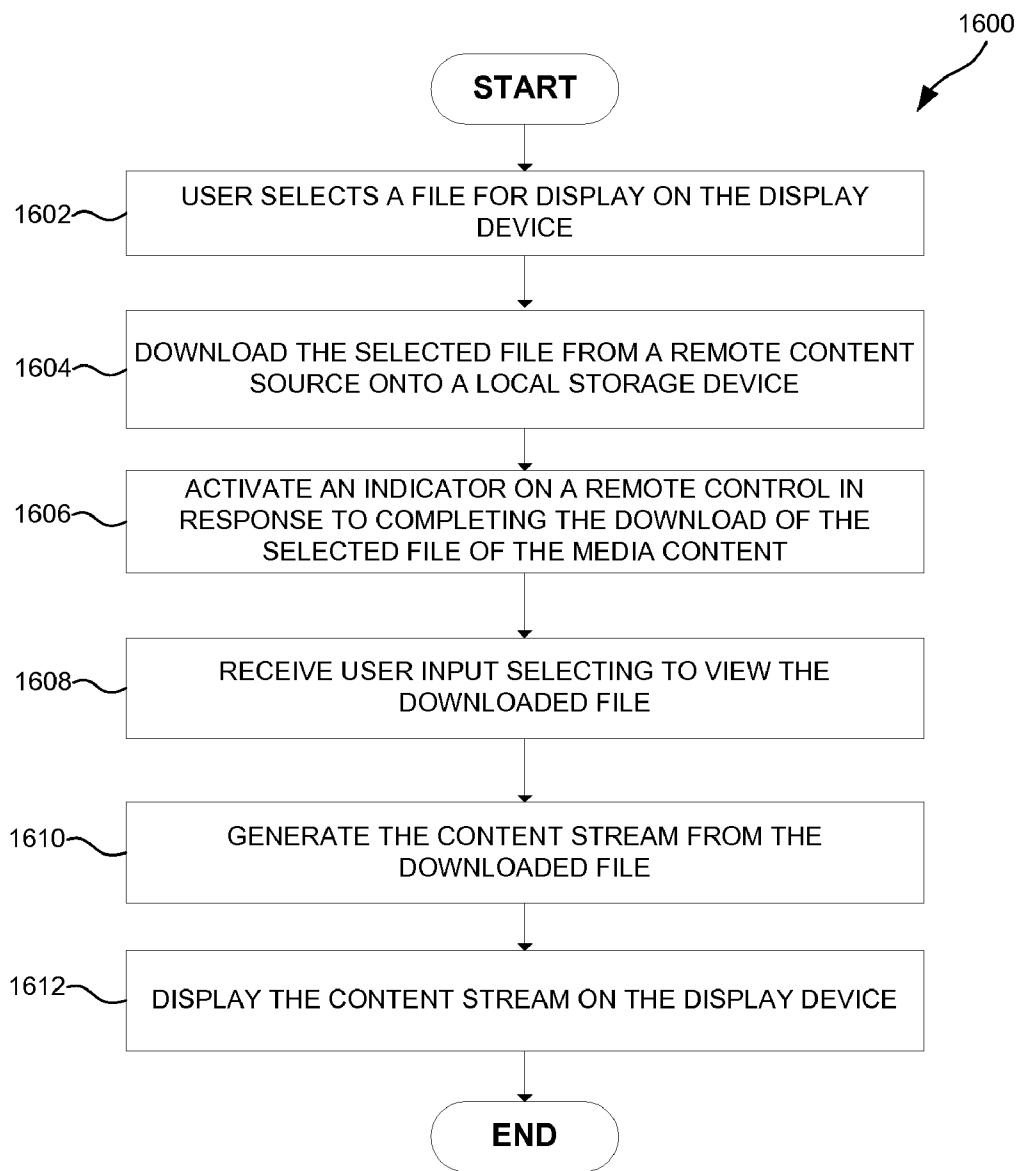 1600
START
1602
USER SELECTS A FILE FOR DISPLAY ON THE DISPLAY
DEVICE
1604
DOWNLOAD THE SELECTED FILE FROM A REMOTE CONTENT
SOURCE ONTO A LOCAL STORAGE DEVICE
1606
ACTIVATE AN INDICATOR ON A REMOTE CONTROL IN
RESPONSE TO COMPLETING THE DOWNLOAD OF THE
SELECTED FILE OF THE MEDIA CONTENT
1608
RECEIVE USER INPUT SELECTING TO VIEW THE
DOWNLOADED FILE
1610
GENERATE THE CONTENT STREAM FROM THE
DOWNLOADED FILE
1612
DISPLAY THE CONTENT STREAM ON THE DISPLAY DEVICE
END